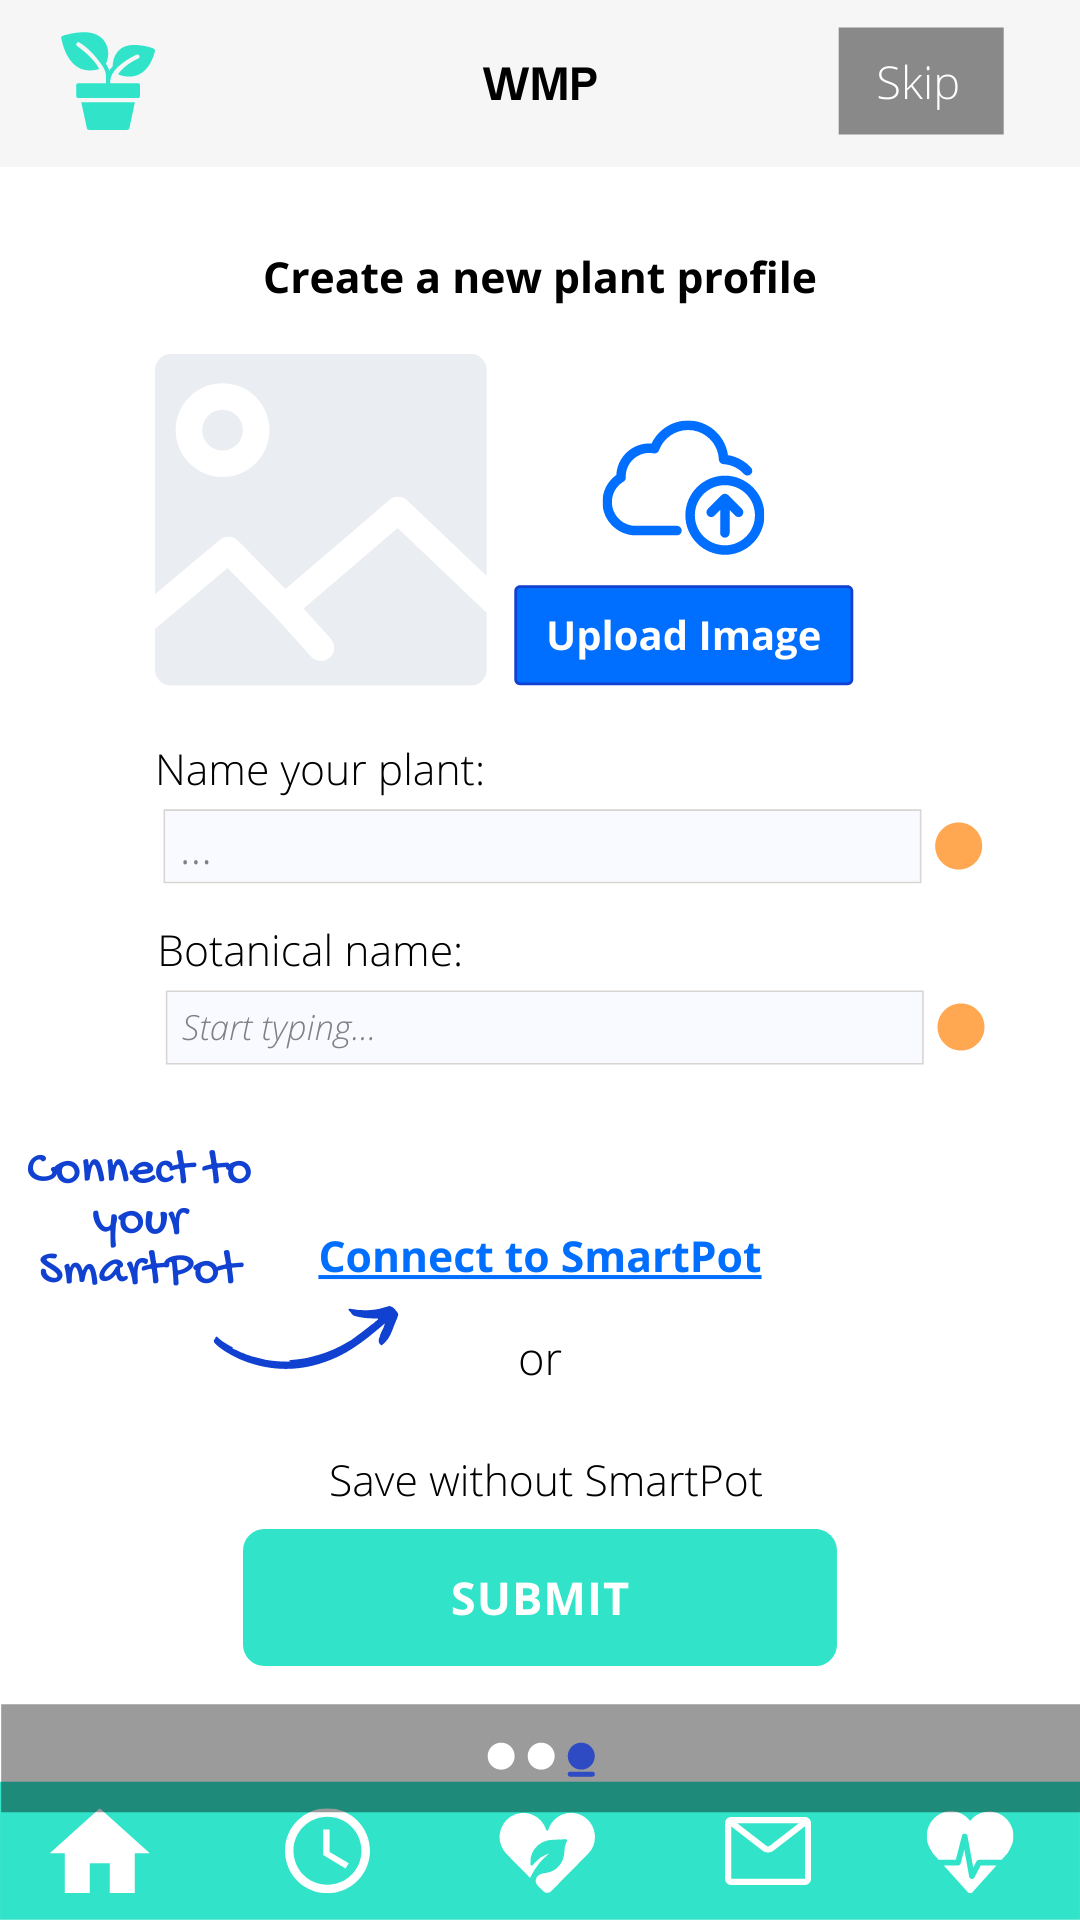 WMP
Skip
Create a new plant profile
Upload Image
Name your plant:
...
Botanical name:
Start typing...
Connect to
your
SmartPot
Connect to SmartPot
or
Save without SmartPot
SUBMIT